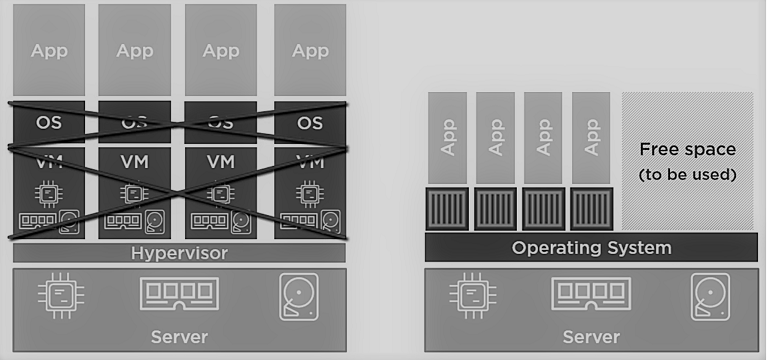 App App App App
OS OS OS OS
VM VM VM VM
Hypervisor
Server
App App App App
Free space
(to be used)
Operating System
Server